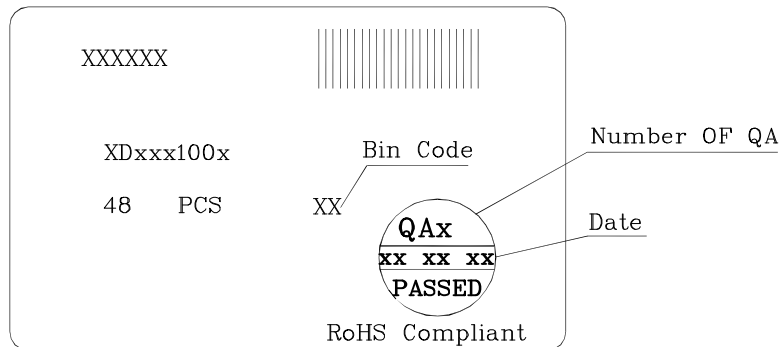 XXXXXX
Number OF QA
XDxxx100x
Bin Code
48 PCS
XX
Date
QAx
xx xx xx
PASSED
RoHS Compliant